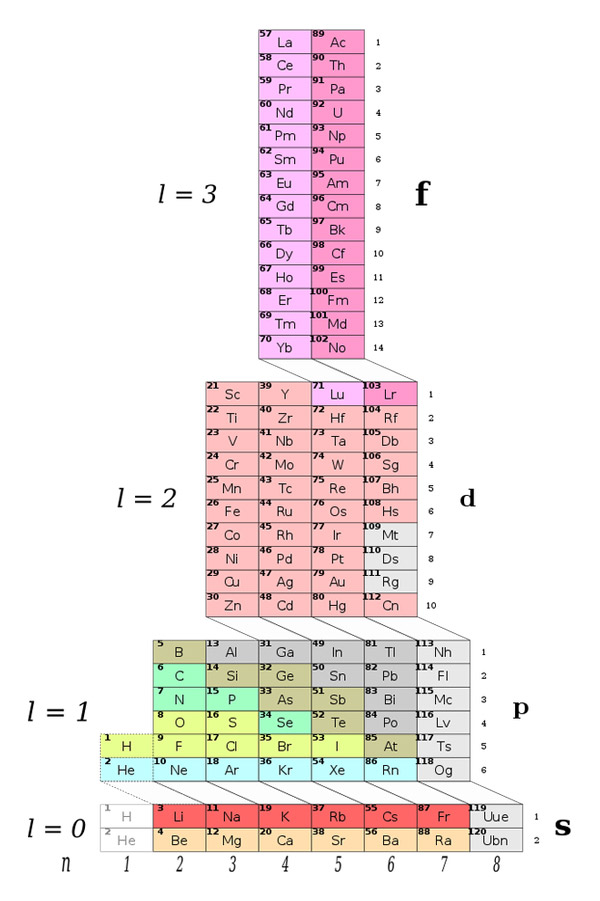 57 La 89 Ac 1
58 Ce 90 Th 2
59 Pr 91 Pa 3
60 Nd 92 U 4
61 Pm 93 Np 5
62 Sm 94 Pu 6
l = 3 63 Eu 95 Am 7 f
64 Gd 96 Cm 8
65 Tb 97 Bk 9
66 Dy 98 Cf 10
67 Ho 99 Es 11
68 Er 100 Fm 12
69 Tm 101 Md 13
70 Yb 102 No 14
21 Sc 39 Y 71 Lu 103 Lr 1
22 Ti 40 Zr 72 Hf 104 Rf 2
23 V 41 Nb 73 Ta 105 Db 3
24 Cr 42 Mo 74 W 106 Sg 4
l = 2 25 Mn 43 Tc 75 Re 107 Bh 5 d
26 Fe 44 Ru 76 Os 108 Hs 6
27 Co 45 Rh 77 Ir 109 Mt 7
28 Ni 46 Pd 78 Pt 110 Ds 8
29 Cu 47 Ag 79 Au 111 Rg 9
30 Zn 48 Cd 80 Hg 112 Cn 10
5 B 13 Al 31 Ga 49 In 81 Tl 113 Nh 1
6 C 14 Si 32 Ge 50 Sn 82 Pb 114 Fl 2
7 N 15 P 33 As 51 Sb 83 Bi 115 Mc 3
l = 1 8 O 16 S 34 Se 52 Te 84 Po 116 Lv 4 p
1 H 9 F 17 Cl 35 Br 53 I 85 At 117 Ts 5
2 He 10 Ne 18 Ar 36 Kr 54 Xe 86 Rn 118 Og 6
1 H 3 Li 11 Na 19 K 37 Rb 55 Cs 87 Fr 119 Uue 1
l = 0 2 He 4 Be 12 Mg 20 Ca 38 Sr 56 Ba 88 Ra 120 Ubn 2 s
n 1 2 3 4 5 6 7 8